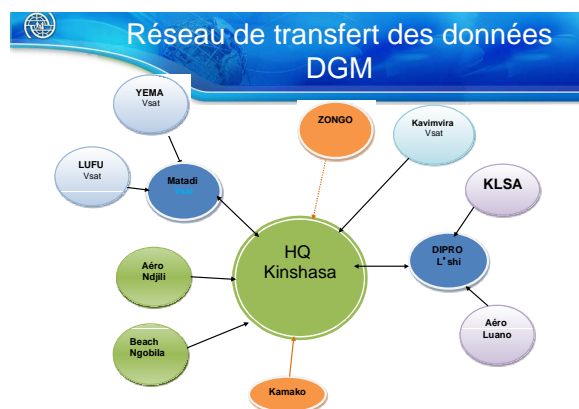 Réseau de transfert des données
DGM
YEMA
Vsat
ZONGO
Kavimvira
Vsat
LUFU
Vsat
Matadi
Vsat
KLSA
HQ
Kinshasa
DIPRO
L'shi
Aéro
Ndjili
Aéro
Luano
Beach
Ngobila
Kamako